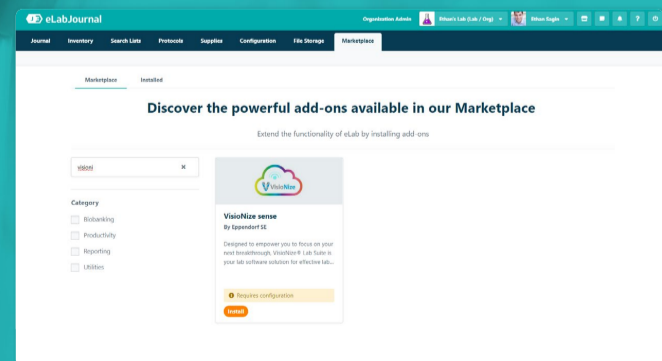 eLabJournal
Organization Admin
Ethan's Lab (Lab / Org)
Ethan Eagin
Journal
Inventory
Search Lists
Protocols
Supplies
Configuration
File Storage
Marketplace
Marketplace
Installed
Discover the powerful add-ons available in our Marketplace
Extend the functionality of eLab by installing add-ons
visioni
Category
Biobanking
Productivity
Reporting
Utilities
VisioNize
VisioNize sense
By Eppendorf SE
Designed to empower you to focus on your
next breakthrough, VisioNize® Lab Suite is
your lab software solution for effective lab...
Requires configuration
Install